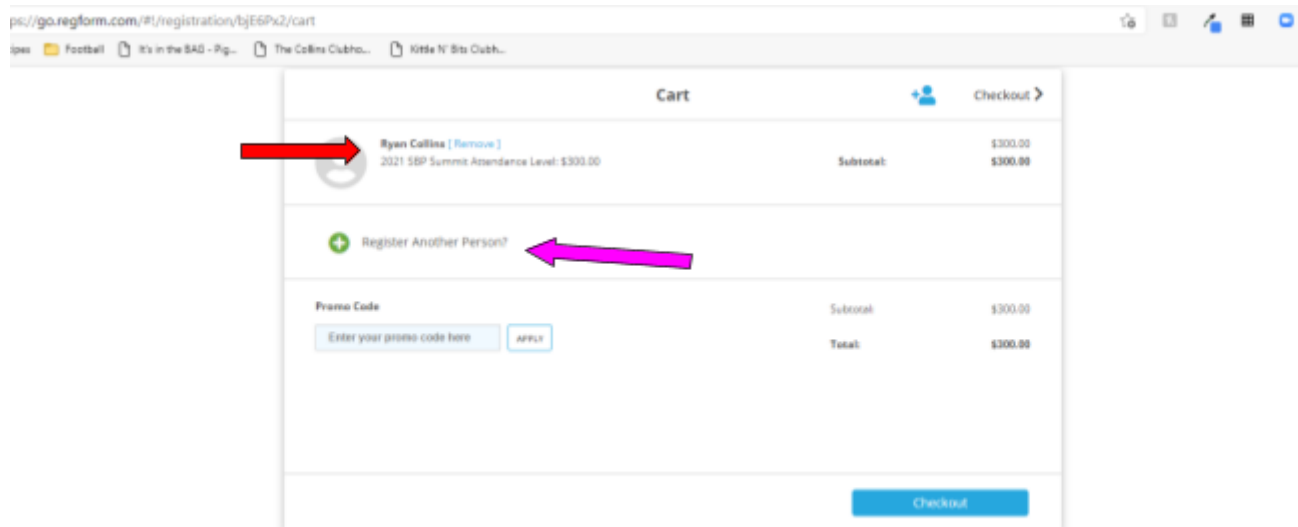 ps://go.regform.com/#!/registration/bjE6Px2/cart
ipes Football It's in the BAG - Pig... The Collins Clubho... Kittle N' Bits Clubh...
Cart Checkout
Ryan Collins [ Remove ] $300.00
2021 SBP Summit Attendance Level: $300.00 Subtotal: $300.00
Register Another Person?
Promo Code Subtotal: $300.00
Enter your promo code here APPLY Total: $300.00
Checkout